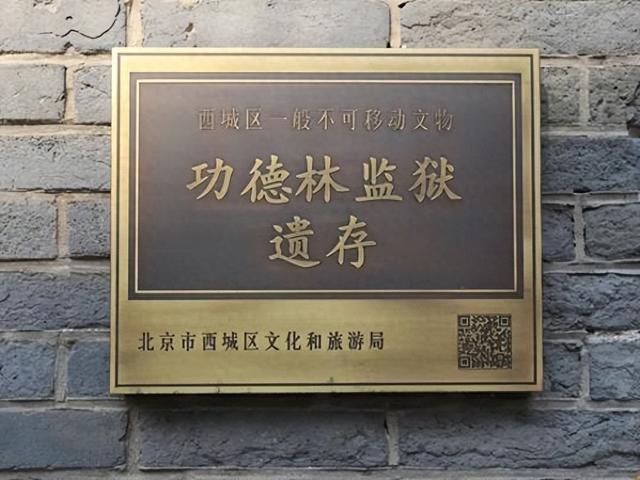 西城区一般不可移动文物
功德林监狱
遗存
北京市西城区文化和旅游局